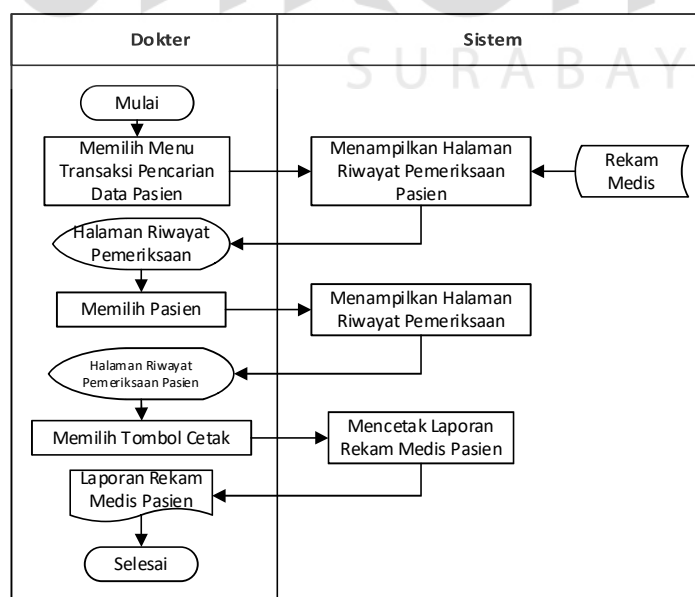 SURABAY
Dokter
Sistem
Mulai
Memilih Menu
Transaksi Pencarian
Data Pasien
Menampilkan Halaman
Riwayat Pemeriksaan
Pasien
Rekam
Medis
Halaman Riwayat
Pemeriksaan
Memilih Pasien
Menampilkan Halaman
Riwayat Pemeriksaan
Halaman Riwayat
Pemeriksaan Pasien
Memilih Tombol Cetak
Mencetak Laporan
Rekam Medis Pasien
Laporan Rekam
Medis Pasien
Selesai